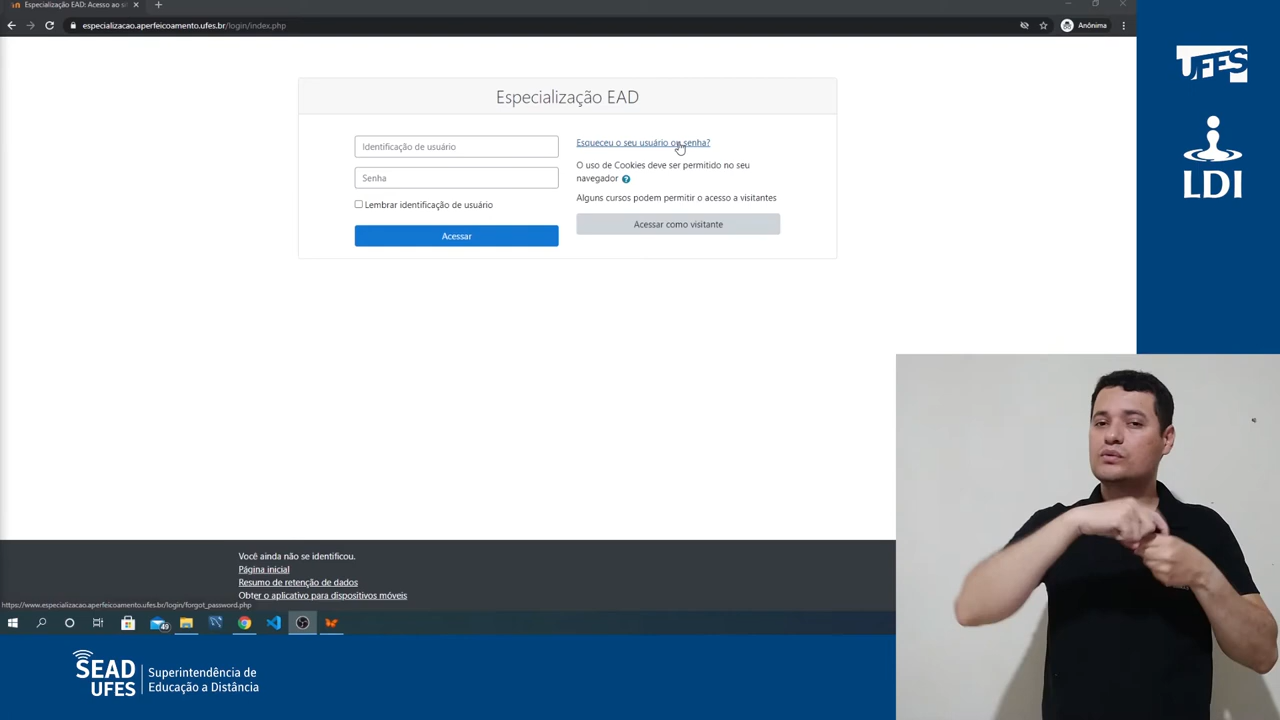 Especialização EAD: Acesso ao si
especializacao.aperfeicoamento.ufes.br/login/index.php
Anônima
UFES
LDI
Especialização EAD
Identificação de usuário
Esqueceu o seu usuário ou senha?
O uso de Cookies deve ser permitido no seu
navegador ?
Senha
Alguns cursos podem permitir o acesso a visitantes
Lembrar identificação de usuário
Acessar como visitante
Acessar
Você ainda não se identificou.
Página inicial
Resumo de retenção de dados
Obter o aplicativo para dispositivos móveis
https://www.especializacao.aperfeicoamento.ufes.br/login/forgot_password.php
49
SEAD
UFES
Superintendência de
Educação a Distância